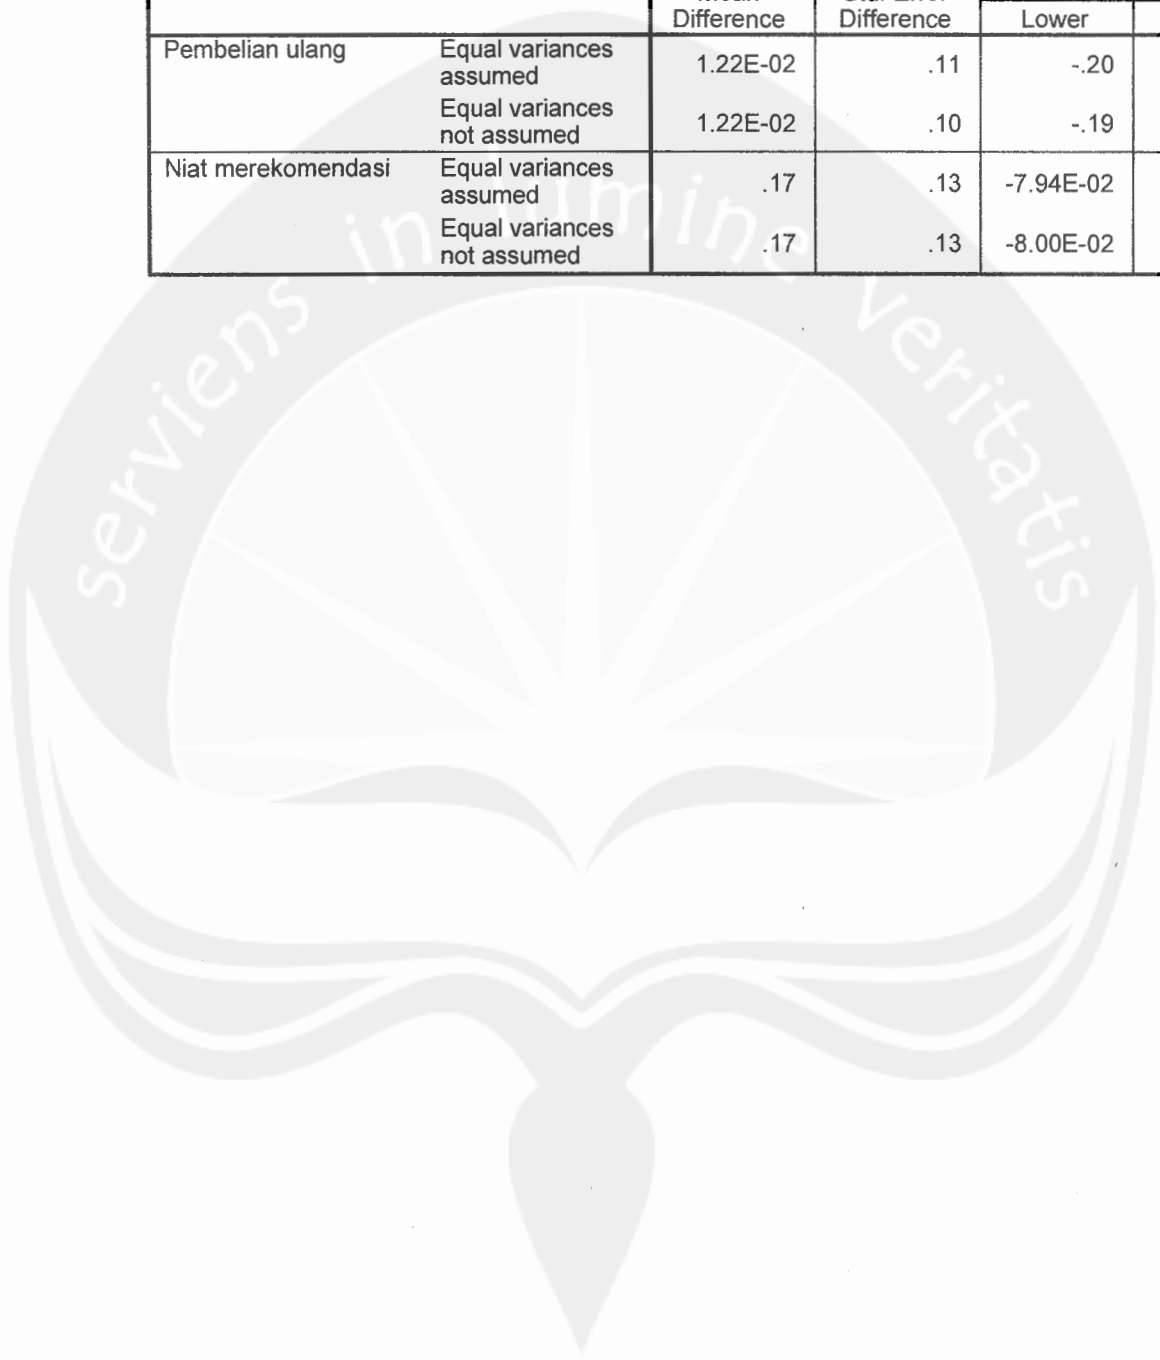 Difference Difference Lower
Pembelian ulang Equal variances
assumed 1.22E-02 .11 -.20
Equal variances
not assumed 1.22E-02 .10 -.19
Niat merekomendasi Equal variances
assumed .17 .13 -7.94E-02
Equal variances
not assumed .17 .13 -8.00E-02
serviens in lumine veritatis